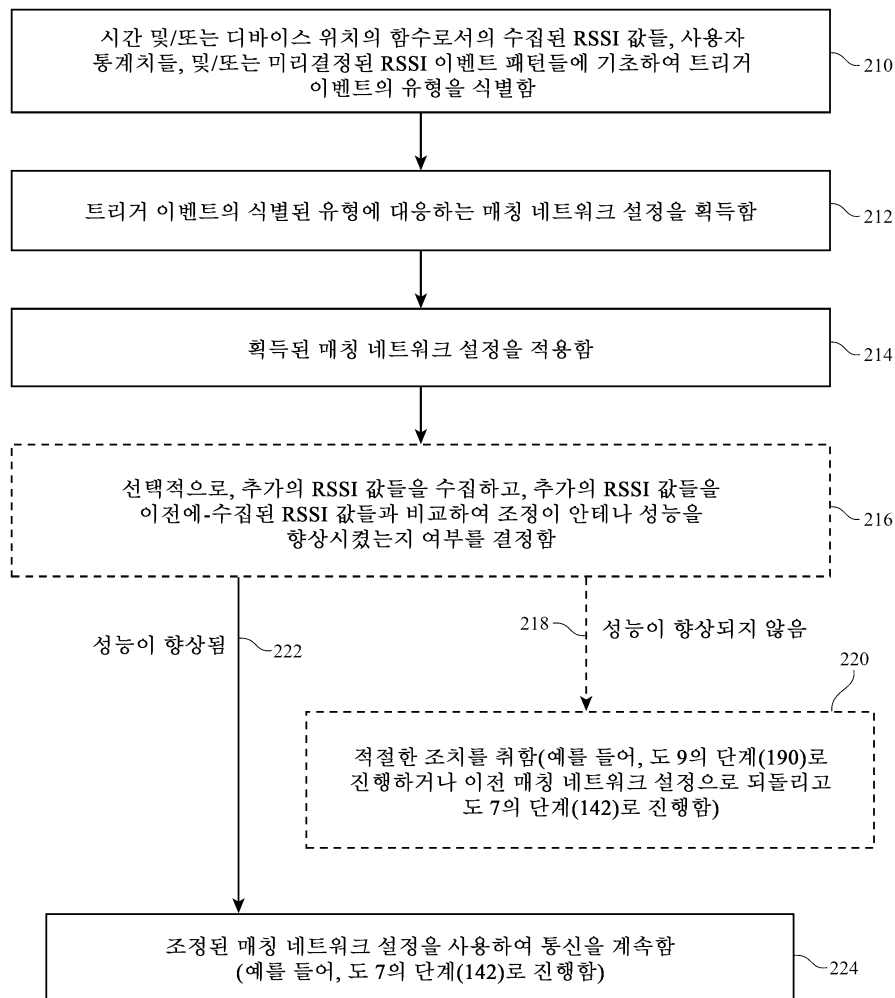 시간 및/또는 디바이스 위치의 함수로서의 수집된 RSSI 값들, 사용자
통계치들, 및/또는 미리결정된 RSSI 이벤트 패턴들에 기초하여 트리거
이벤트의 유형을 식별함
210
트리거 이벤트의 식별된 유형에 대응하는 매칭 네트워크 설정을 획득함
212
획득된 매칭 네트워크 설정을 적용함
214
선택적으로, 추가의 RSSI 값들을 수집하고, 추가의 RSSI 값들을
이전에-수집된 RSSI 값들과 비교하여 조정이 안테나 성능을
향상시켰는지 여부를 결정함
216
성능이 향상됨
222
218
성능이 향상되지 않음
220
적절한 조치를 취함(예를 들어, 도 9의 단계(190)로
진행하거나 이전 매칭 네트워크 설정으로 되돌리고
도 7의 단계(142)로 진행함)
조정된 매칭 네트워크 설정을 사용하여 통신을 계속함
(예를 들어, 도 7의 단계(142)로 진행함)
224